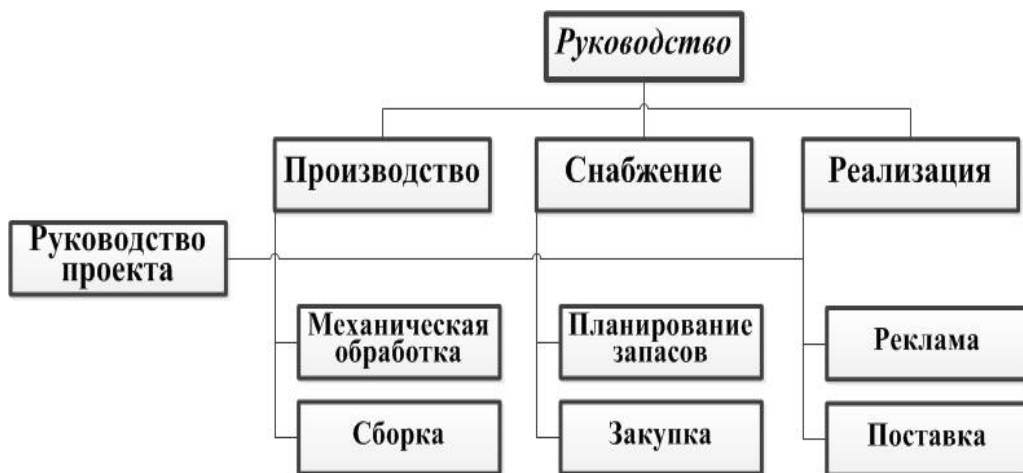 Руководство
Производство
Снабжение
Реализация
Руководство
проекта
Механическая
обработка
Планирование
запасов
Реклама
Сборка
Закупка
Поставка